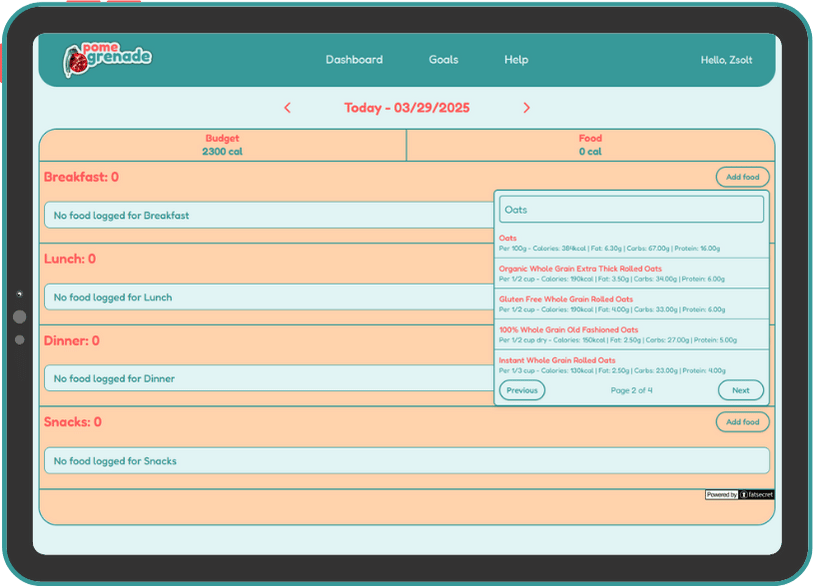 pome
grenade
Dashboard Goals Help Hello, Zsolt
< Today - 03/29/2025 >
Budget
2300 cal
Food
0 cal
Breakfast: 0 Add food
No food logged for Breakfast
Oats
Oats
Per 100g - Calories: 384kcal | Fat: 6.30g | Carbs: 67.00g | Protein: 16.00g
Organic Whole Grain Extra Thick Rolled Oats
Per 1/2 cup - Calories: 190kcal | Fat: 3.50g | Carbs: 34.00g | Protein: 6.00g
Gluten Free Whole Grain Rolled Oats
Per 1/2 cup - Calories: 190kcal | Fat: 4.00g | Carbs: 33.00g | Protein: 6.00g
100% Whole Grain Old Fashioned Oats
Per 1/2 cup dry - Calories: 150kcal | Fat: 2.50g | Carbs: 27.00g | Protein: 5.00g
Instant Whole Grain Rolled Oats
Per 1/3 cup - Calories: 130kcal | Fat: 2.50g | Carbs: 23.00g | Protein: 4.00g
Previous Page 2 of 4 Next
Lunch: 0
No food logged for Lunch
Dinner: 0
No food logged for Dinner
Snacks: 0 Add food
No food logged for Snacks
Powered by fatsecret